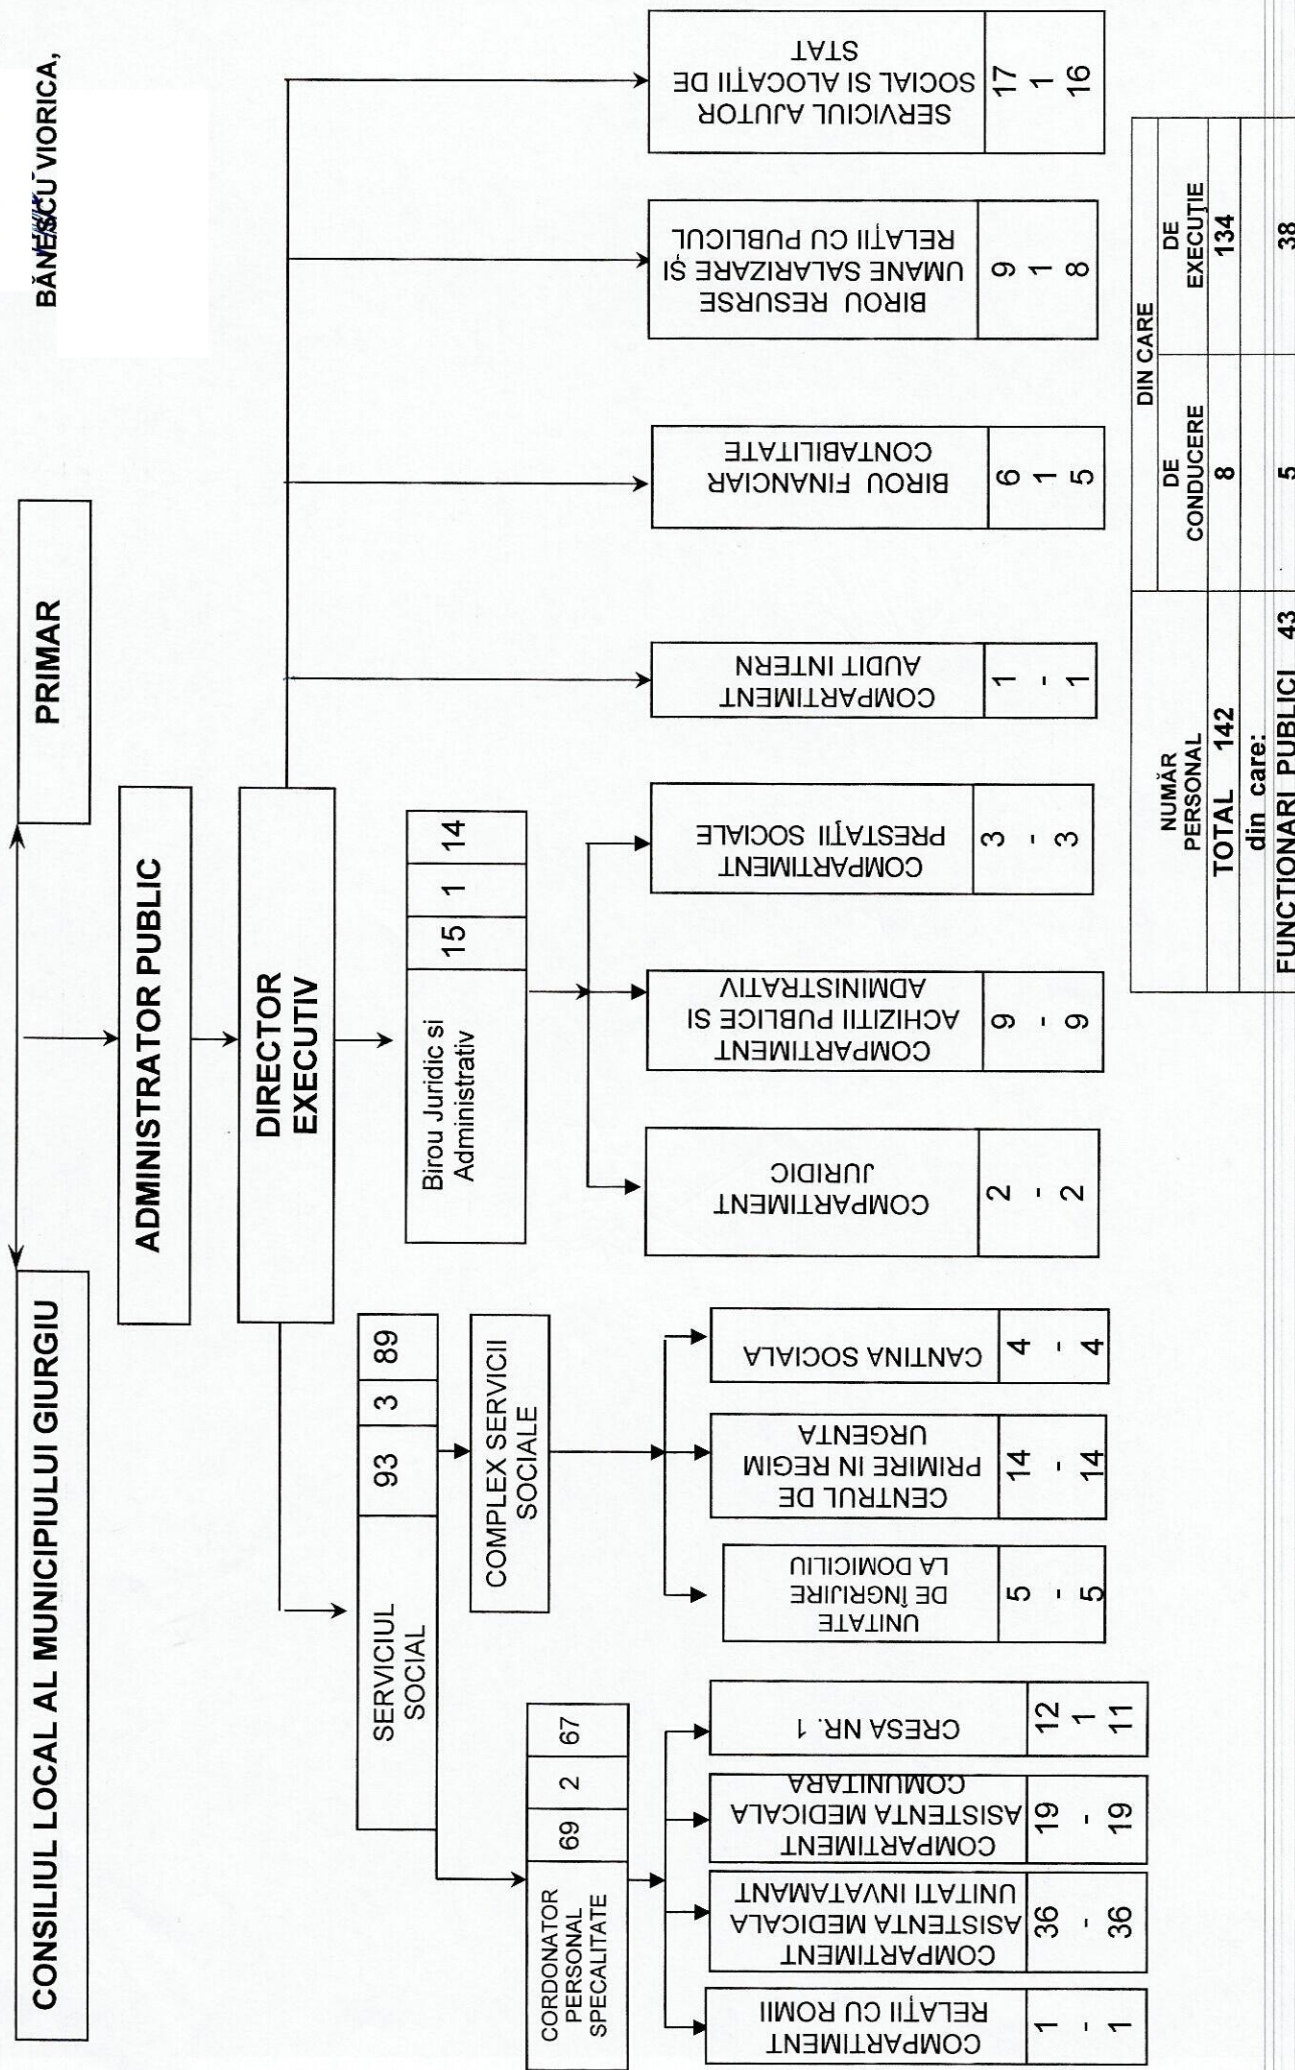 BĂNESCU VIORICA,
CONSILIUL LOCAL AL MUNICIPIULUI GIURGIU
PRIMAR
ADMINISTRATOR PUBLIC
DIRECTOR
EXECUTIV
SERVICIUL
SOCIAL
93 3 89
Birou Juridic si
Administrativ
15 1 14
CORDONATOR
PERSONAL
SPECALITATE
69 2 67
COMPLEX SERVICII
SOCIALE
COMPARTIMENT
RELAȚII CU ROMII
1
-
1
COMPARTIMENT
ASISTENTA MEDICALA
UNITATI INVATAMANT
36
-
36
COMPARTIMENT
ASISTENTA MEDICALA
COMUNITARA
19
-
19
CRESA NR. 1
12
1
11
UNITATE
DE ÎNGRIJIRE
LA DOMICILIU
5
-
5
CENTRUL DE
PRIMIRE IN REGIM
URGENTA
14
-
14
CANTINA SOCIALA
4
-
4
COMPARTIMENT
JURIDIC
2
-
2
COMPARTIMENT
ACHIZITII PUBLICE SI
ADMINISTRATIV
9
-
9
COMPARTIMENT
PRESTAȚII SOCIALE
3
-
3
COMPARTIMENT
AUDIT INTERN
1
-
1
BIROU FINANCIAR
CONTABILITATE
6
1
5
BIROU RESURSE
UMANE SALARIZARE ȘI
RELAȚII CU PUBLICUL
9
1
8
SERVICIUL AJUTOR
SOCIAL SI ALOCAȚII DE
STAT
17
1
16
NUMĂR
PERSONAL
DIN CARE
DE
CONDUCERE
DE
EXECUȚIE
TOTAL 142 8 134
din care:
FUNCTIONARI PUBLICI 43 5 38